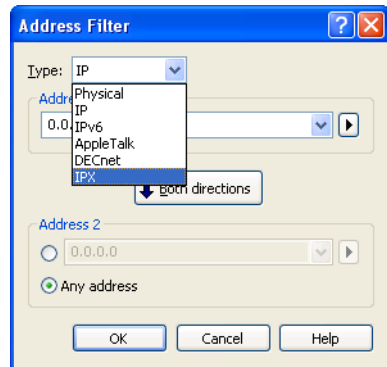 Address Filter
Type: IP
Physical
IP
IPv6
AppleTalk
DECnet
IPX
Addre
0.0.
Both directions
Address 2
0.0.0.0
Any address
OK Cancel Help